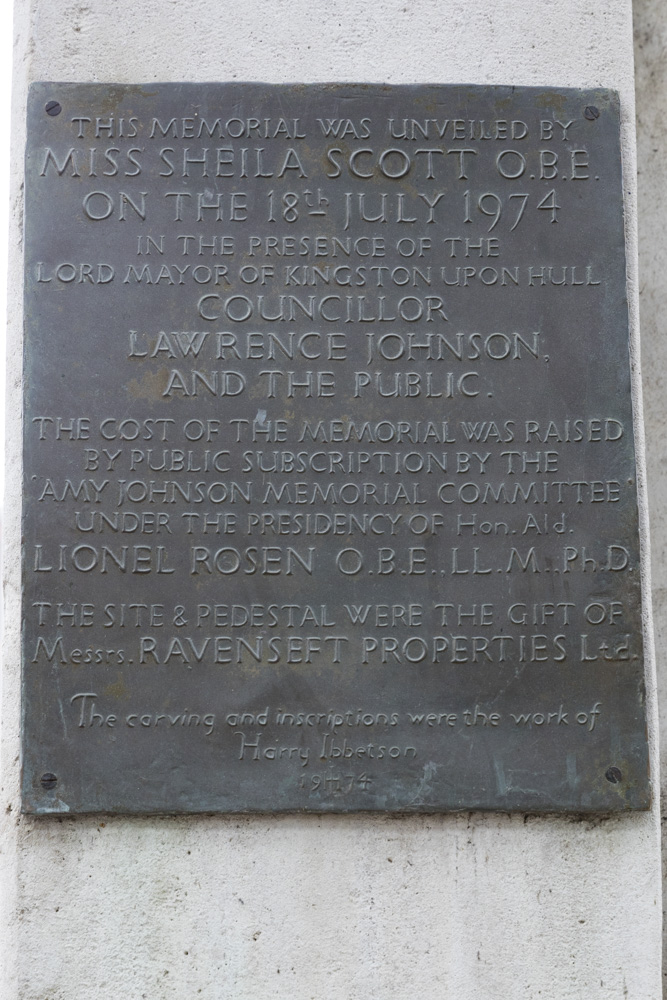 THIS MEMORIAL WAS UNVEILED BY
MISS SHEILA SCOTT O.B.E.
ON THE 18th JULY 1974
IN THE PRESENCE OF THE
LORD MAYOR OF KINGSTON UPON HULL
COUNCILLOR
LAWRENCE JOHNSON,
AND THE PUBLIC.
THE COST OF THE MEMORIAL WAS RAISED
BY PUBLIC SUBSCRIPTION BY THE
AMY JOHNSON MEMORIAL COMMITTEE
UNDER THE PRESIDENCY OF Hon. Ald.
LIONEL ROSEN O.B.E., LL.M., Ph.D.
THE SITE & PEDESTAL WERE THE GIFT OF
Messrs. RAVENSEFT PROPERTIES Ltd.
The carving and inscriptions were the work of
Harry Ibbetson
19 H 74